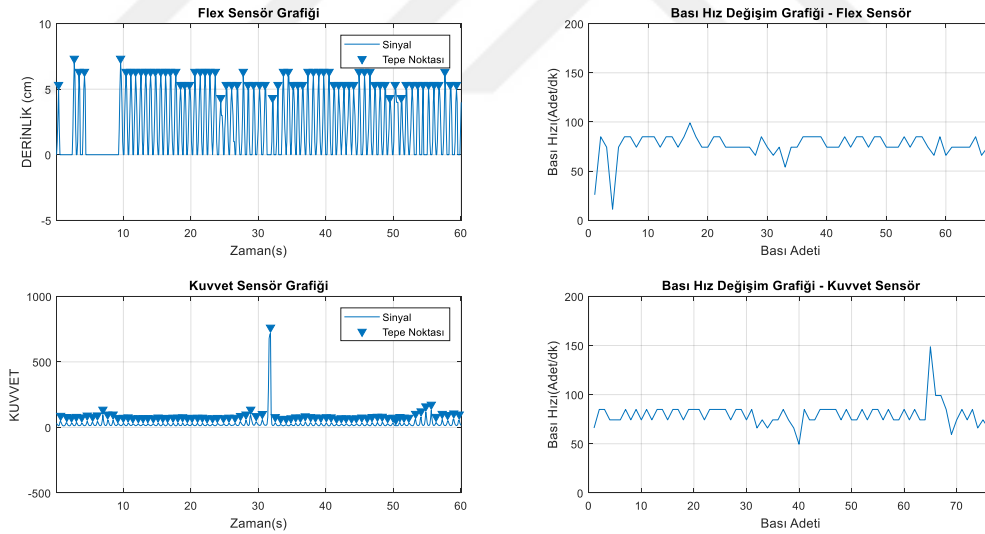 Flex Sensör Grafiği
10
5
0
-5
DERİNLİK (cm)
Sinyal
Tepe Noktası
10 20 30 40 50 60
Zaman(s)
Bası Hız Değişim Grafiği - Flex Sensör
200
150
100
50
0
Bası Hızı(Adet/dk)
0 10 20 30 40 50 60
Bası Adeti
Kuvvet Sensör Grafiği
1000
500
0
-500
KUVVET
Sinyal
Tepe Noktası
10 20 30 40 50 60
Zaman(s)
Bası Hız Değişim Grafiği - Kuvvet Sensör
200
150
100
50
0
Bası Hızı(Adet/dk)
0 10 20 30 40 50 60 70
Bası Adeti